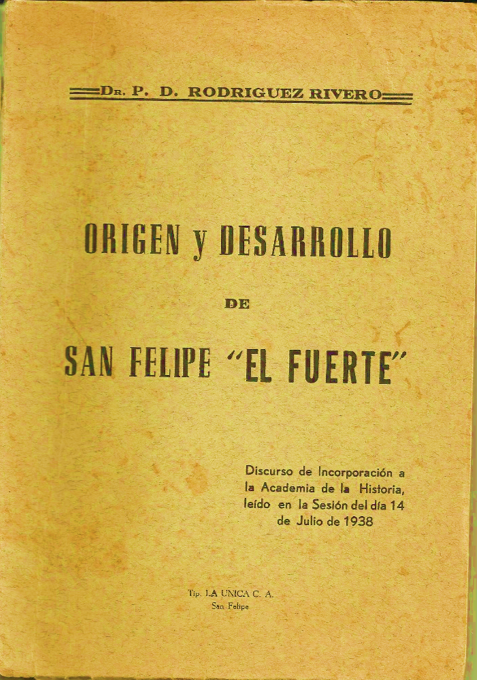 DR. P. D. RODRIGUEZ RIVERO
ORIGEN y DESARROLLO
DE
SAN FELIPE "EL FUERTE"
Discurso de Incorporación a
la Academia de la Historia,
leído en la Sesión del día 14
de Julio de 1938
Tip. LA UNICA C. A.
San Felipe